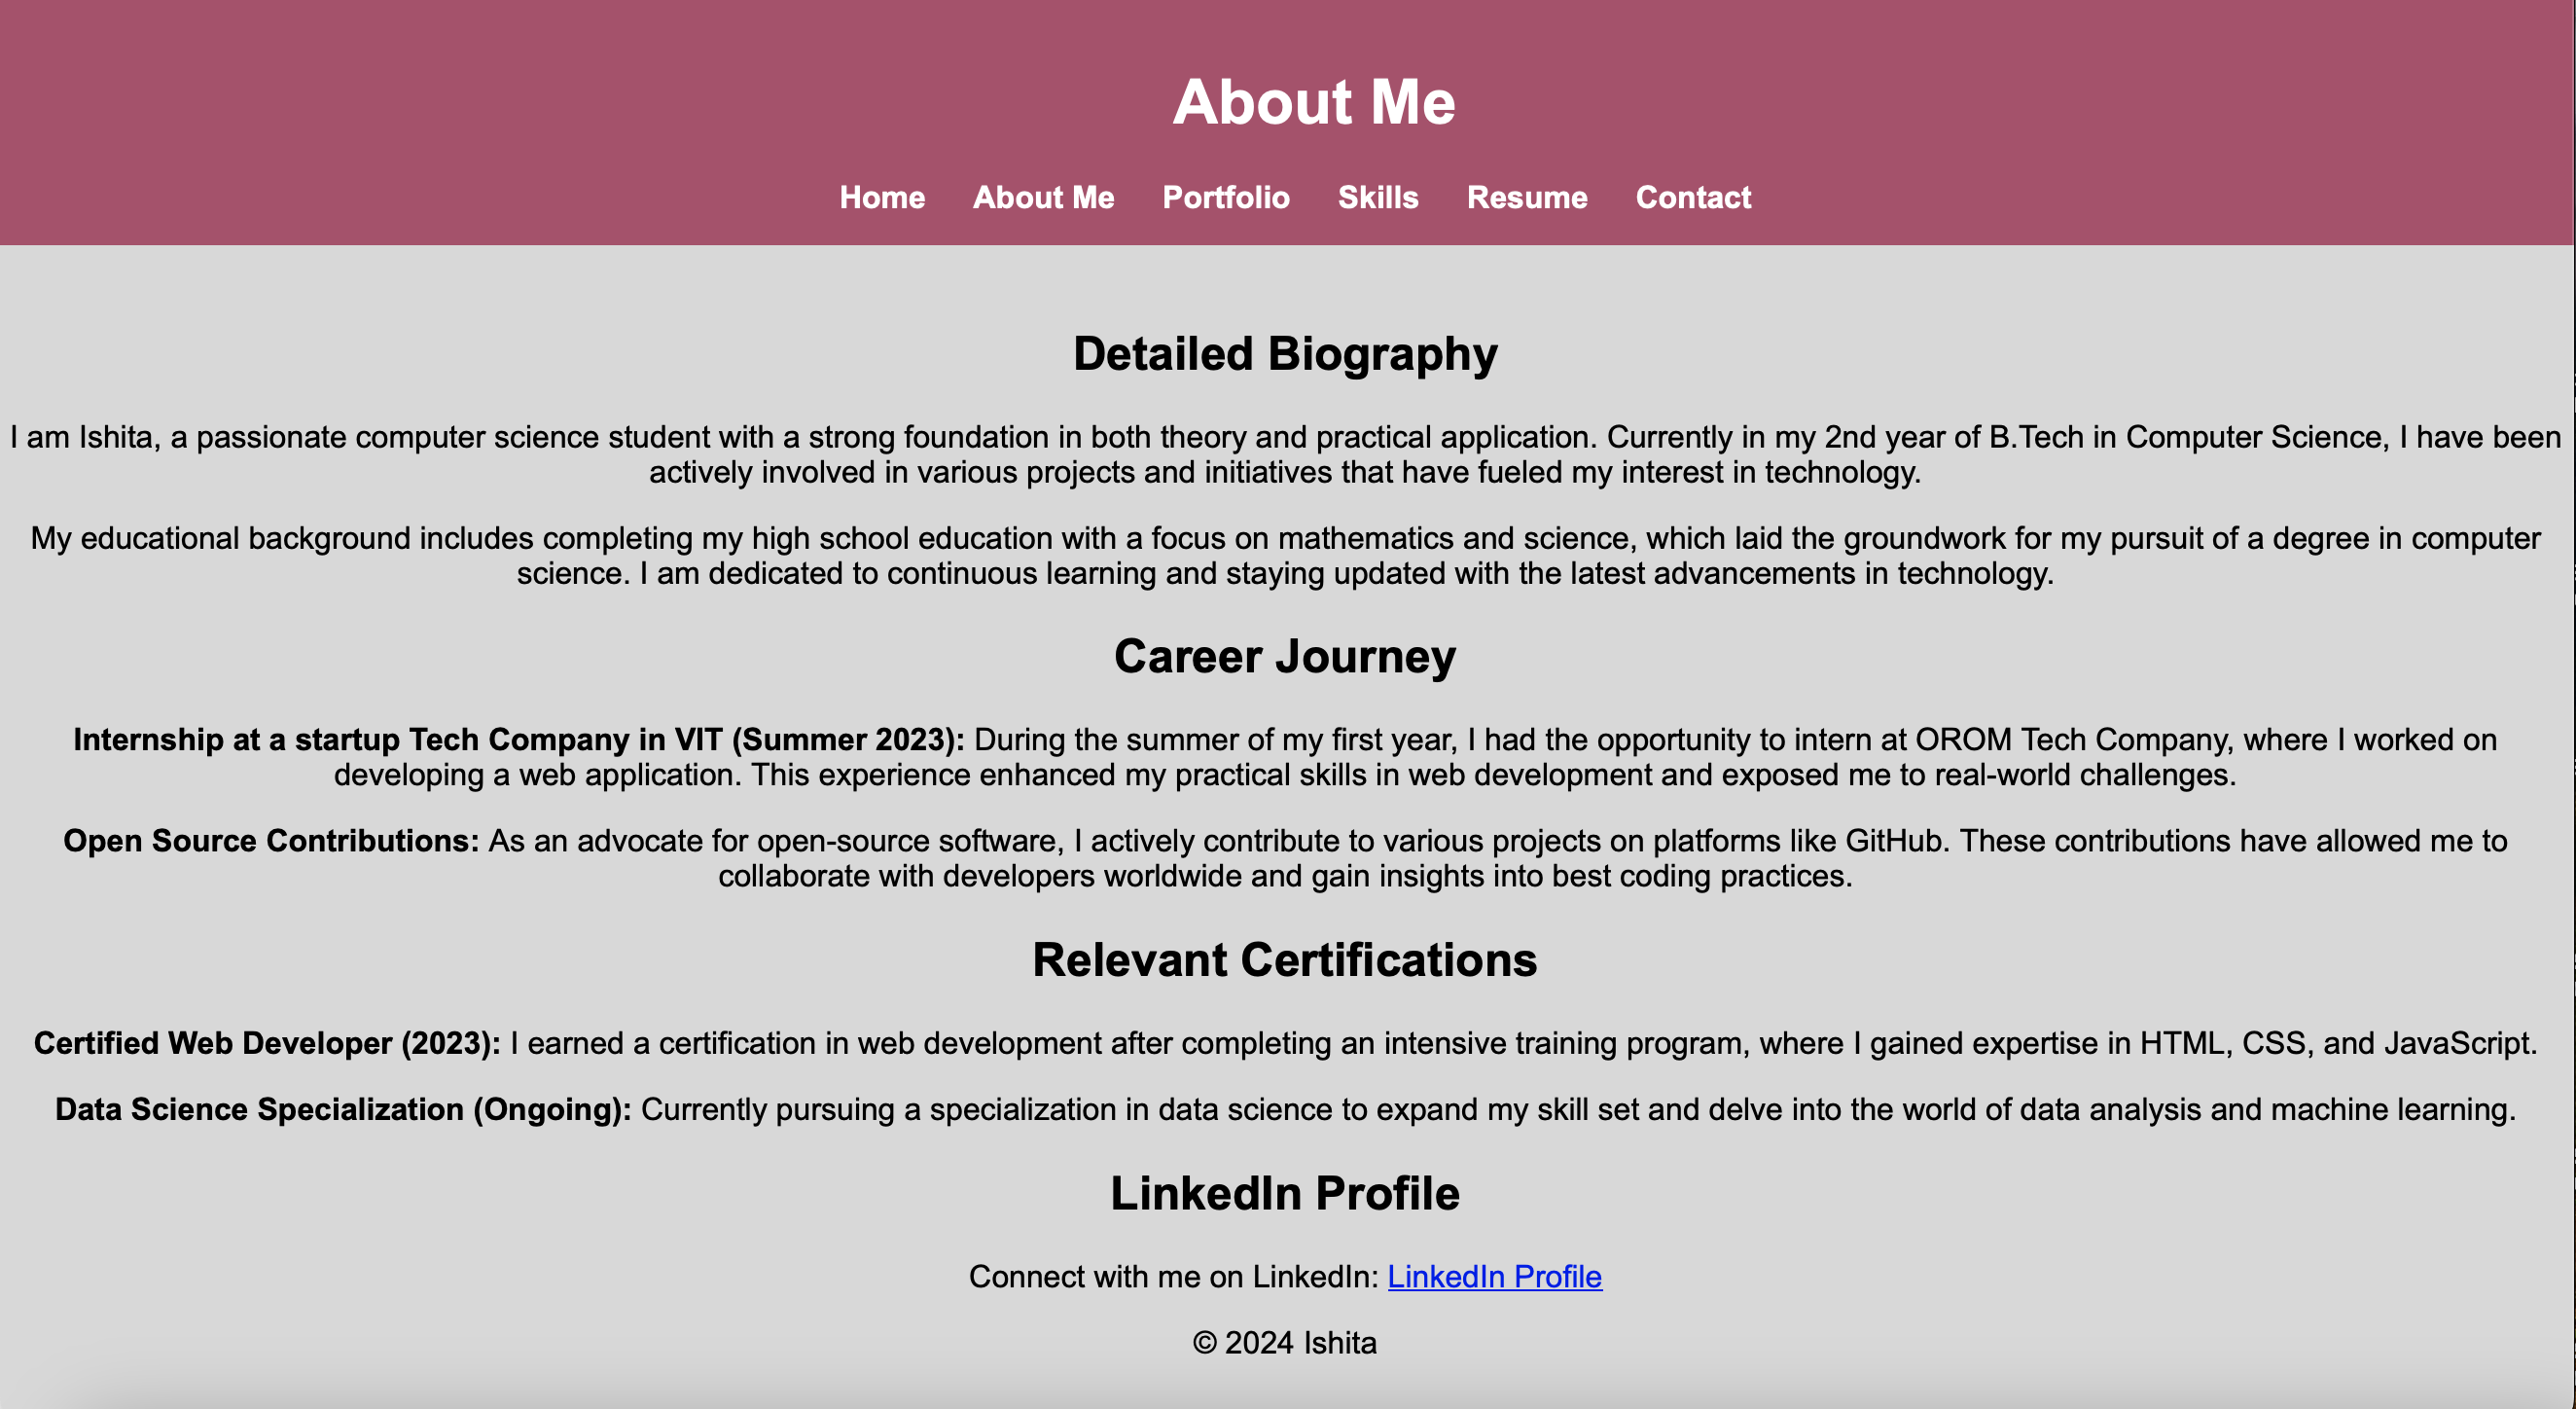 About Me
Home About Me Portfolio Skills Resume Contact
Detailed Biography
I am Ishita, a passionate computer science student with a strong foundation in both theory and practical application. Currently in my 2nd year of B.Tech in Computer Science, I have been
actively involved in various projects and initiatives that have fueled my interest in technology.
My educational background includes completing my high school education with a focus on mathematics and science, which laid the groundwork for my pursuit of a degree in computer
science. I am dedicated to continuous learning and staying updated with the latest advancements in technology.
Career Journey
Internship at a startup Tech Company in VIT (Summer 2023): During the summer of my first year, I had the opportunity to intern at OROM Tech Company, where I worked on
developing a web application. This experience enhanced my practical skills in web development and exposed me to real-world challenges.
Open Source Contributions: As an advocate for open-source software, I actively contribute to various projects on platforms like GitHub. These contributions have allowed me to
collaborate with developers worldwide and gain insights into best coding practices.
Relevant Certifications
Certified Web Developer (2023): I earned a certification in web development after completing an intensive training program, where I gained expertise in HTML, CSS, and JavaScript.
Data Science Specialization (Ongoing): Currently pursuing a specialization in data science to expand my skill set and delve into the world of data analysis and machine learning.
LinkedIn Profile
Connect with me on LinkedIn: LinkedIn Profile
© 2024 Ishita